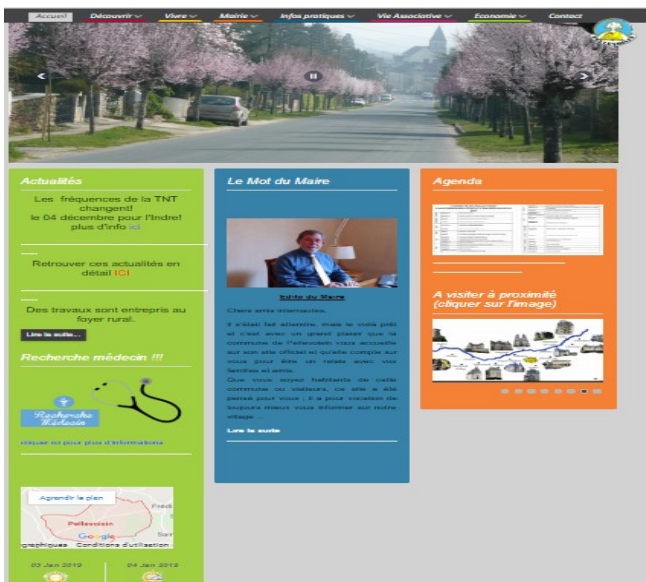 Accueil Découvrir Vivre Mairie Infos pratiques Vie Associative Economie Contact
Actualités
Les fréquences de la TNT
changent!
le 04 décembre pour l'Indre!
plus d'info ici
Retrouver ces actualités en
détail ICI
Des travaux sont entrepris au
foyer rural.
Lire la suite...
Recherche médecin !!!
Recherche
Médecin
cliquer ici pour plus d'informations
Agrandir le plan
Pellevoisin
Google
Conditions d'utilisation
03 Jan 2019 04 Jan 2019
Le Mot du Maire
Edito du Maire
Chers amis internautes,
Il s'était fait attendre, mais le voilà prêt
et c'est avec un grand plaisir que la
commune de Pellevoisin vous accueille
sur son site officiel et qu'elle compte sur
vous pour être un relais avec vos
familles et amis.
Que vous soyez habitants de cette
commune ou visiteurs, ce site a été
pensé pour vous ; il a pour vocation de
toujours mieux vous informer sur notre
village ...
Lire la suite
Agenda
A visiter à proximité
(cliquer sur l'image)